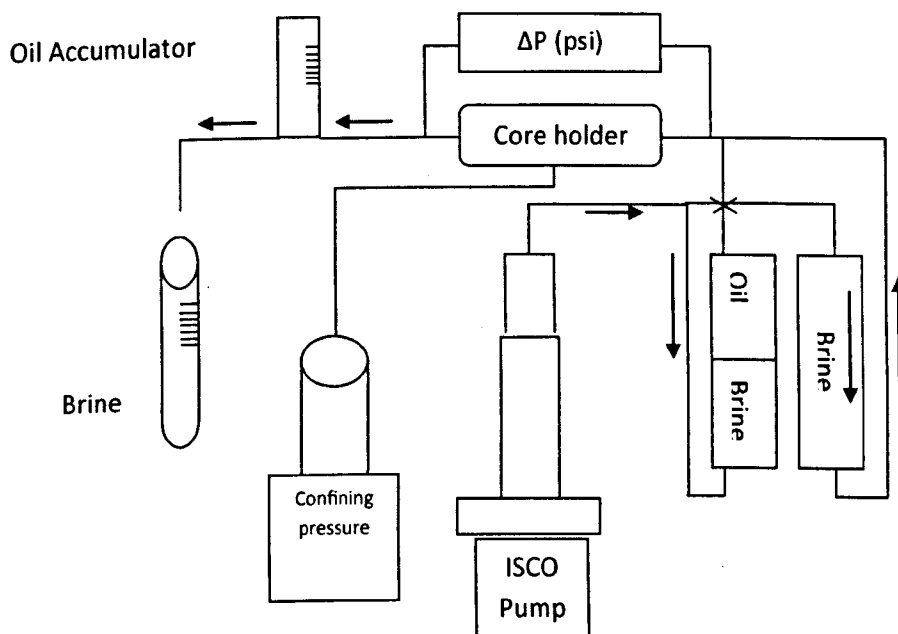 Oil Accumulator
ΔP (psi)
Core holder
Oil
Brine
Brine
Brine
Confining
pressure
ISCO
Pump